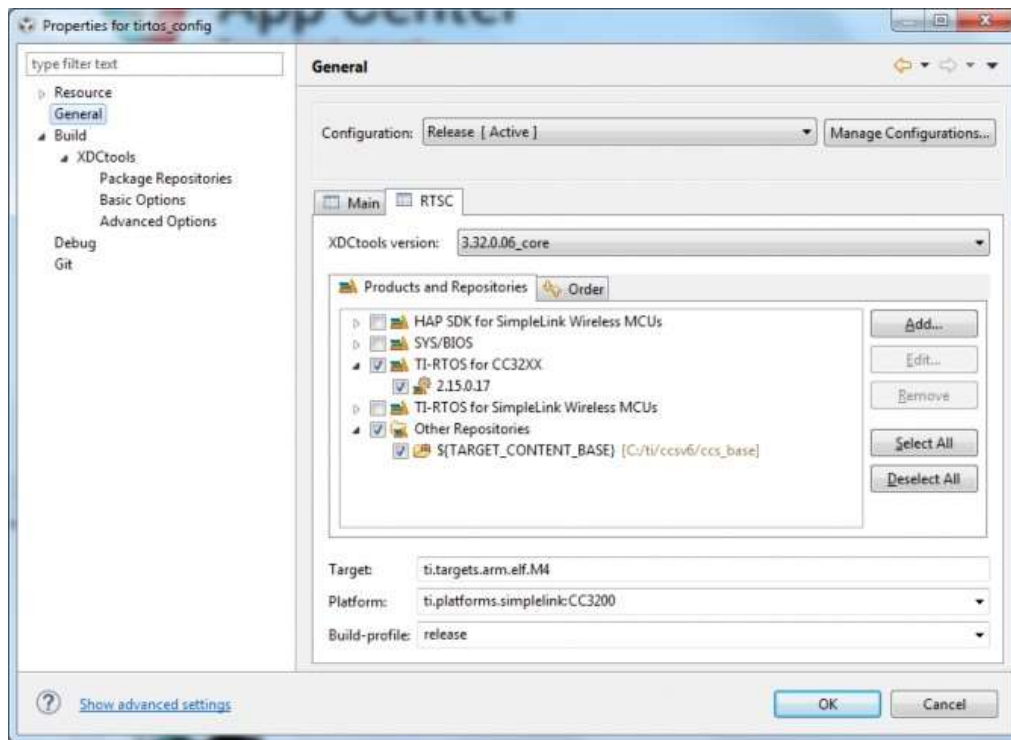 App Center
Properties for tirtos_config
type filter text
Resource
General
Build
XDCtools
Package Repositories
Basic Options
Advanced Options
Debug
Git
General
Configuration: Release [ Active ] Manage Configurations...
Main RTSC
XDCtools version: 3.32.0.06_core
Products and Repositories Order
HAP SDK for SimpleLink Wireless MCUs
SYS/BIOS
TI-RTOS for CC32XX
2.15.0.17
TI-RTOS for SimpleLink Wireless MCUs
Other Repositories
${TARGET_CONTENT_BASE} [C:/ti/ccsv6/ccs_base]
Add...
Edit...
Remove
Select All
Deselect All
Target: ti.targets.arm.elf.M4
Platform: ti.platforms.simplelink:CC3200
Build-profile: release
Show advanced settings
OK Cancel